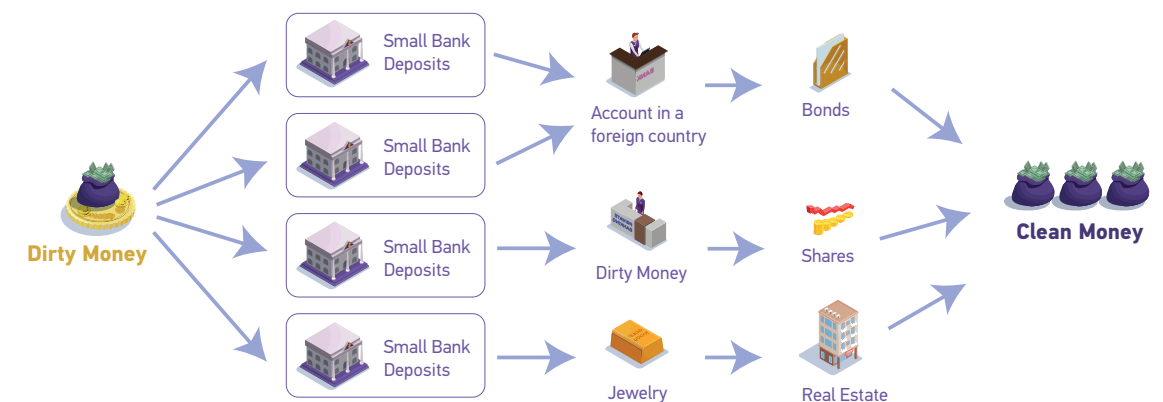 Small Bank
Deposits
Account in a
foreign country
Bonds
Small Bank
Deposits
Dirty Money
Clean Money
Small Bank
Deposits
Dirty Money
Shares
Small Bank
Deposits
Jewelry
Real Estate